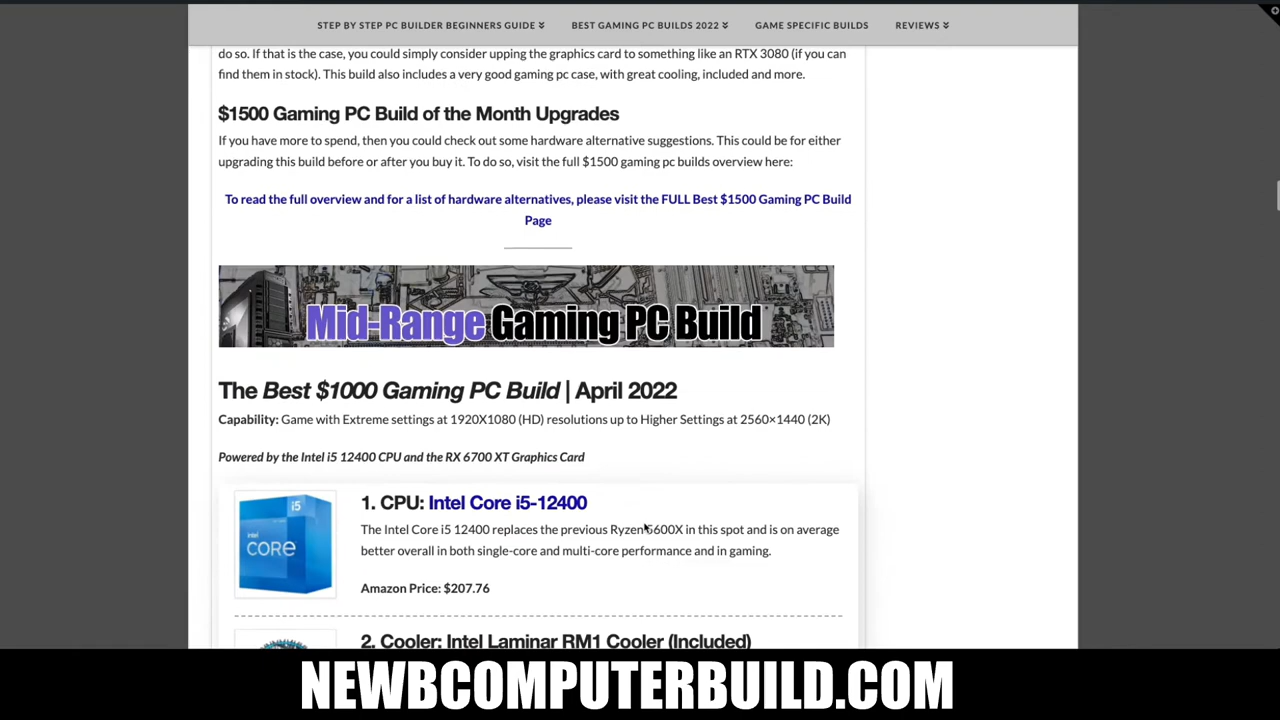 STEP BY STEP PC BUILDER BEGINNERS GUIDE BEST GAMING PC BUILDS 2022 GAME SPECIFIC BUILDS REVIEWS
do so. If that is the case, you could simply consider upping the graphics card to something like an RTX 3080 (if you can
find them in stock). This build also includes a very good gaming pc case, with great cooling, included and more.
$1500 Gaming PC Build of the Month Upgrades
If you have more to spend, then you could check out some hardware alternative suggestions. This could be for either
upgrading this build before or after you buy it. To do so, visit the full $1500 gaming pc builds overview here:
To read the full overview and for a list of hardware alternatives, please visit the FULL Best $1500 Gaming PC Build
Page
Mid-Range Gaming PC Build
The Best $1000 Gaming PC Build | April 2022
Capability: Game with Extreme settings at 1920X1080 (HD) resolutions up to Higher Settings at 2560×1440 (2K)
Powered by the Intel i5 12400 CPU and the RX 6700 XT Graphics Card
i5
intel
CORE
1. CPU: Intel Core i5-12400
The Intel Core i5 12400 replaces the previous Ryzen 5600X in this spot and is on average
better overall in both single-core and multi-core performance and in gaming.
Amazon Price: $207.76
2. Cooler: Intel Laminar RM1 Cooler (Included)
NEWBCOMPUTERBUILD.COM